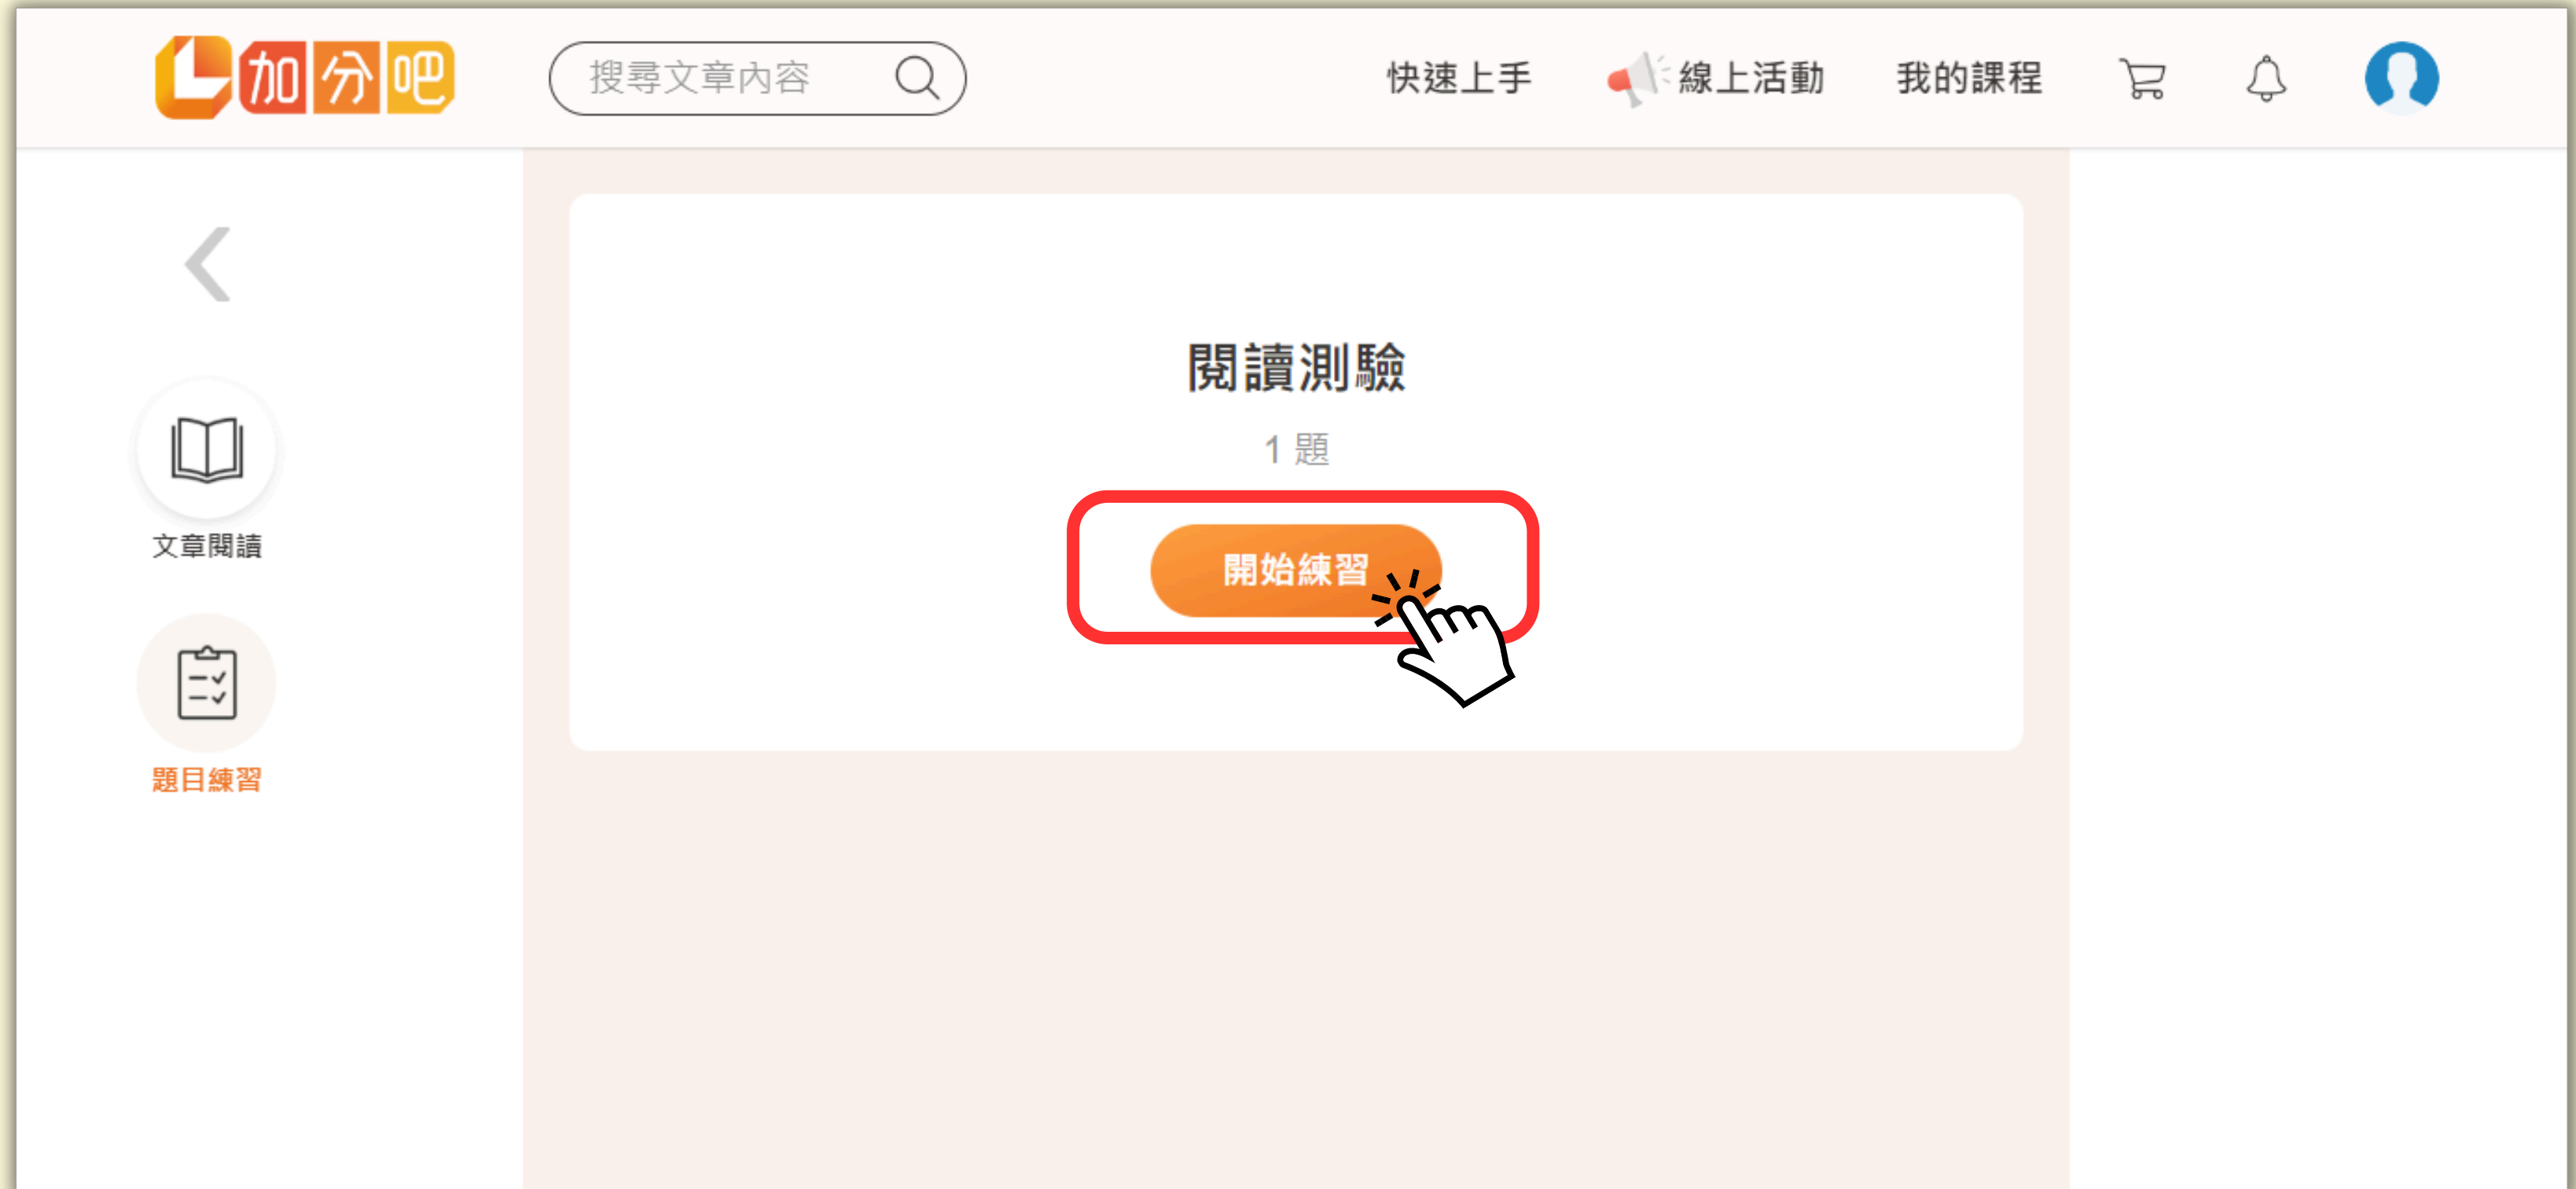 加分吧
搜尋文章內容
快速上手
線上活動
我的課程
閱讀測驗
1 題
開始練習
文章閱讀
題目練習